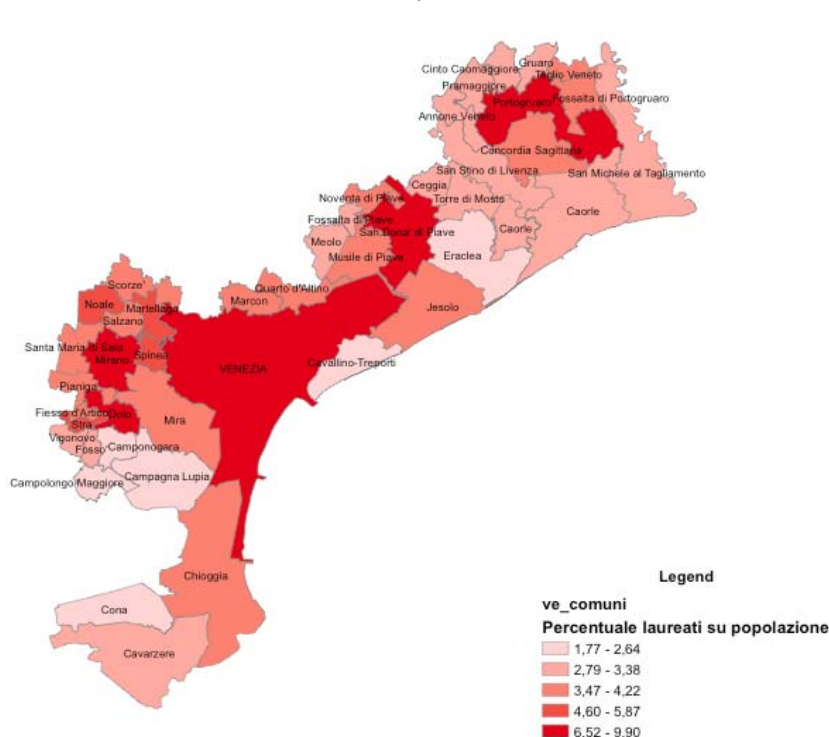 Cinto Caomaggiore
Gruaro
Teglio Veneto
Pramaggiore
Portogruaro
Fossalta di Portogruaro
Annone Veneto
Concordia Sagittaria
San Stino di Livenza
San Michele al Tagliamento
Ceggia
Noventa di Piave
Torre di Mosto
Caorle
Fossalta di Piave
San Dona' di Piave
Caorle
Meolo
Musile di Piave
Eraclea
Scorze'
Quarto d'Altino
Noale
Martellago
Marcon
Jesolo
Salzano
Santa Maria di Sala
Spinea
Mirano
VENEZIA
Cavallino-Treporti
Pianiga
Fiesso d'Artico
Dolo
Mira
Stra
Vigonovo
Fosso'
Camponogara
Campolongo Maggiore
Campagna Lupia
Chioggia
Cona
Cavarzere
Legend
ve_comuni
Percentuale laureati su popolazione
1,77 - 2,64
2,79 - 3,38
3,47 - 4,22
4,60 - 5,87
6,52 - 9,90